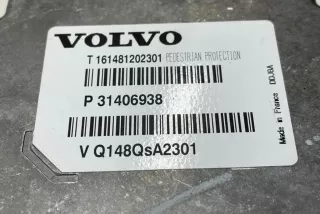 VOLVO
T 161481202301 PEDESTRIAN PROTECTION
P 31406938
V Q148QsA2301
Made in France